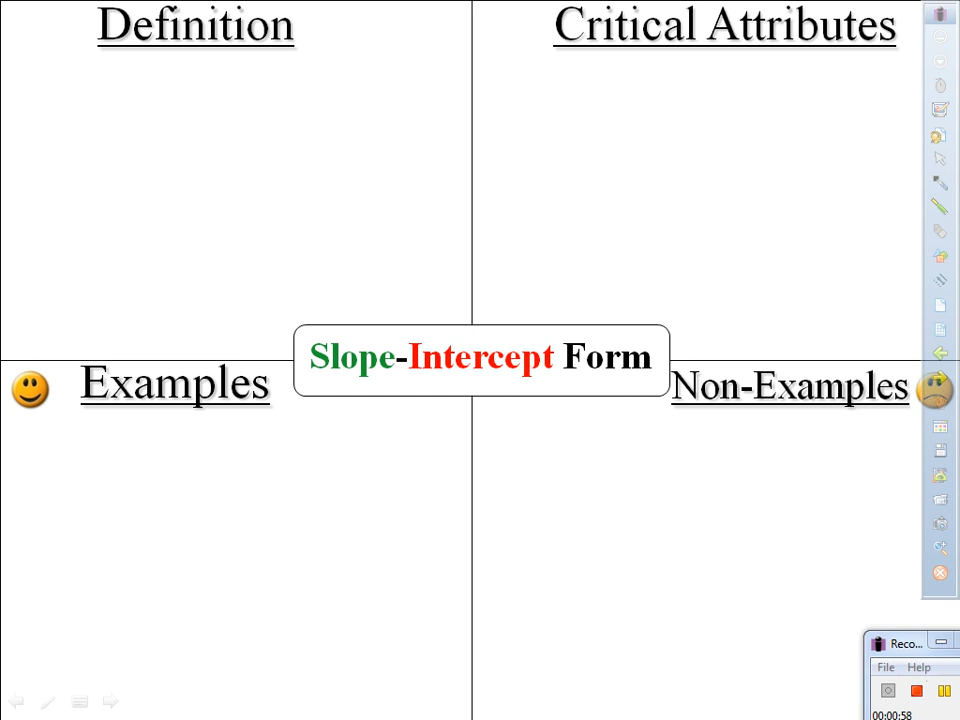 Definition
Critical Attributes
Slope-Intercept Form
Examples
Non-Examples
Reco...
File Help
00:00:58